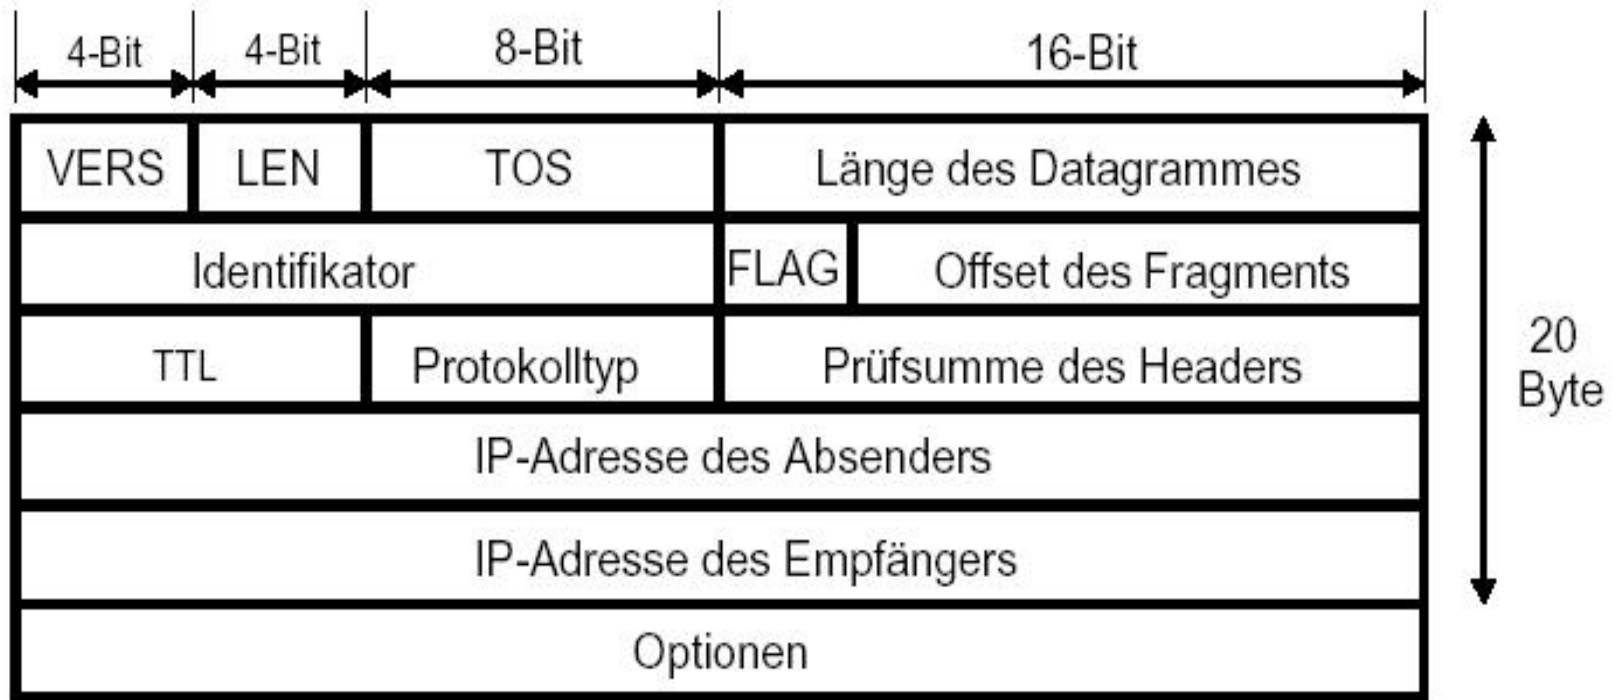 4-Bit 4-Bit 8-Bit 16-Bit
VERS LEN TOS Länge des Datagrammes
Identifikator FLAG Offset des Fragments
TTL Protokolltyp Prüfsumme des Headers
20
Byte
IP-Adresse des Absenders
IP-Adresse des Empfängers
Optionen